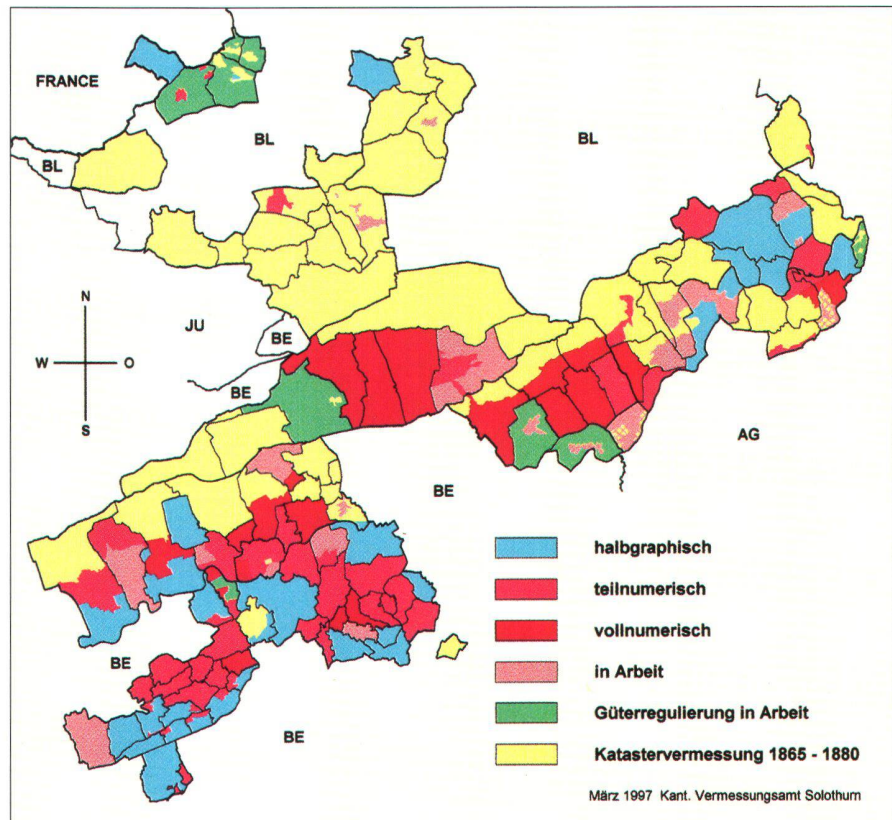 FRANCE
BL
BL
BL
JU
BE
BE
N
W O
S
AG
BE
BE
BE
halbgraphisch
teilnumerisch
vollnumerisch
in Arbeit
Güterregulierung in Arbeit
Katastervermessung 1865 - 1880
März 1997 Kant. Vermessungsamt Solothurn